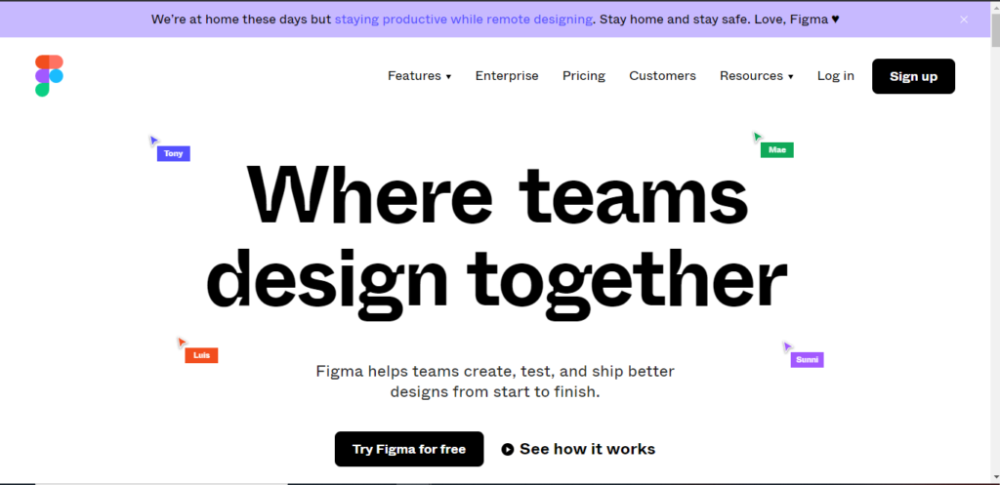 We’re at home these days but staying productive while remote designing. Stay home and stay safe. Love, Figma ♥
Features ▾ Enterprise Pricing Customers Resources ▾ Log in Sign up
Tony
Mae
Where teams
design together
Luis
Sunni
Figma helps teams create, test, and ship better
designs from start to finish.
Try Figma for free See how it works